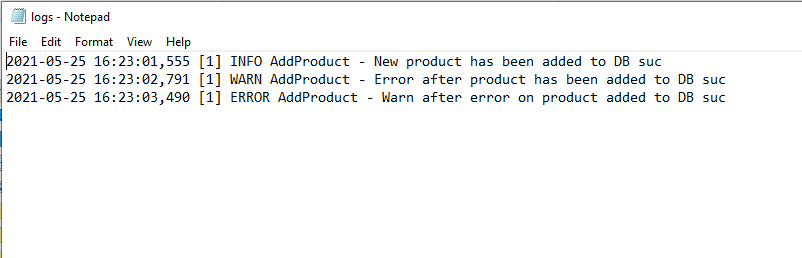 logs - Notepad
File Edit Format View Help
2021-05-25 16:23:01,555 [1] INFO AddProduct - New product has been added to DB suc
2021-05-25 16:23:02,791 [1] WARN AddProduct - Error after product has been added to DB suc
2021-05-25 16:23:03,490 [1] ERROR AddProduct - Warn after error on product added to DB suc